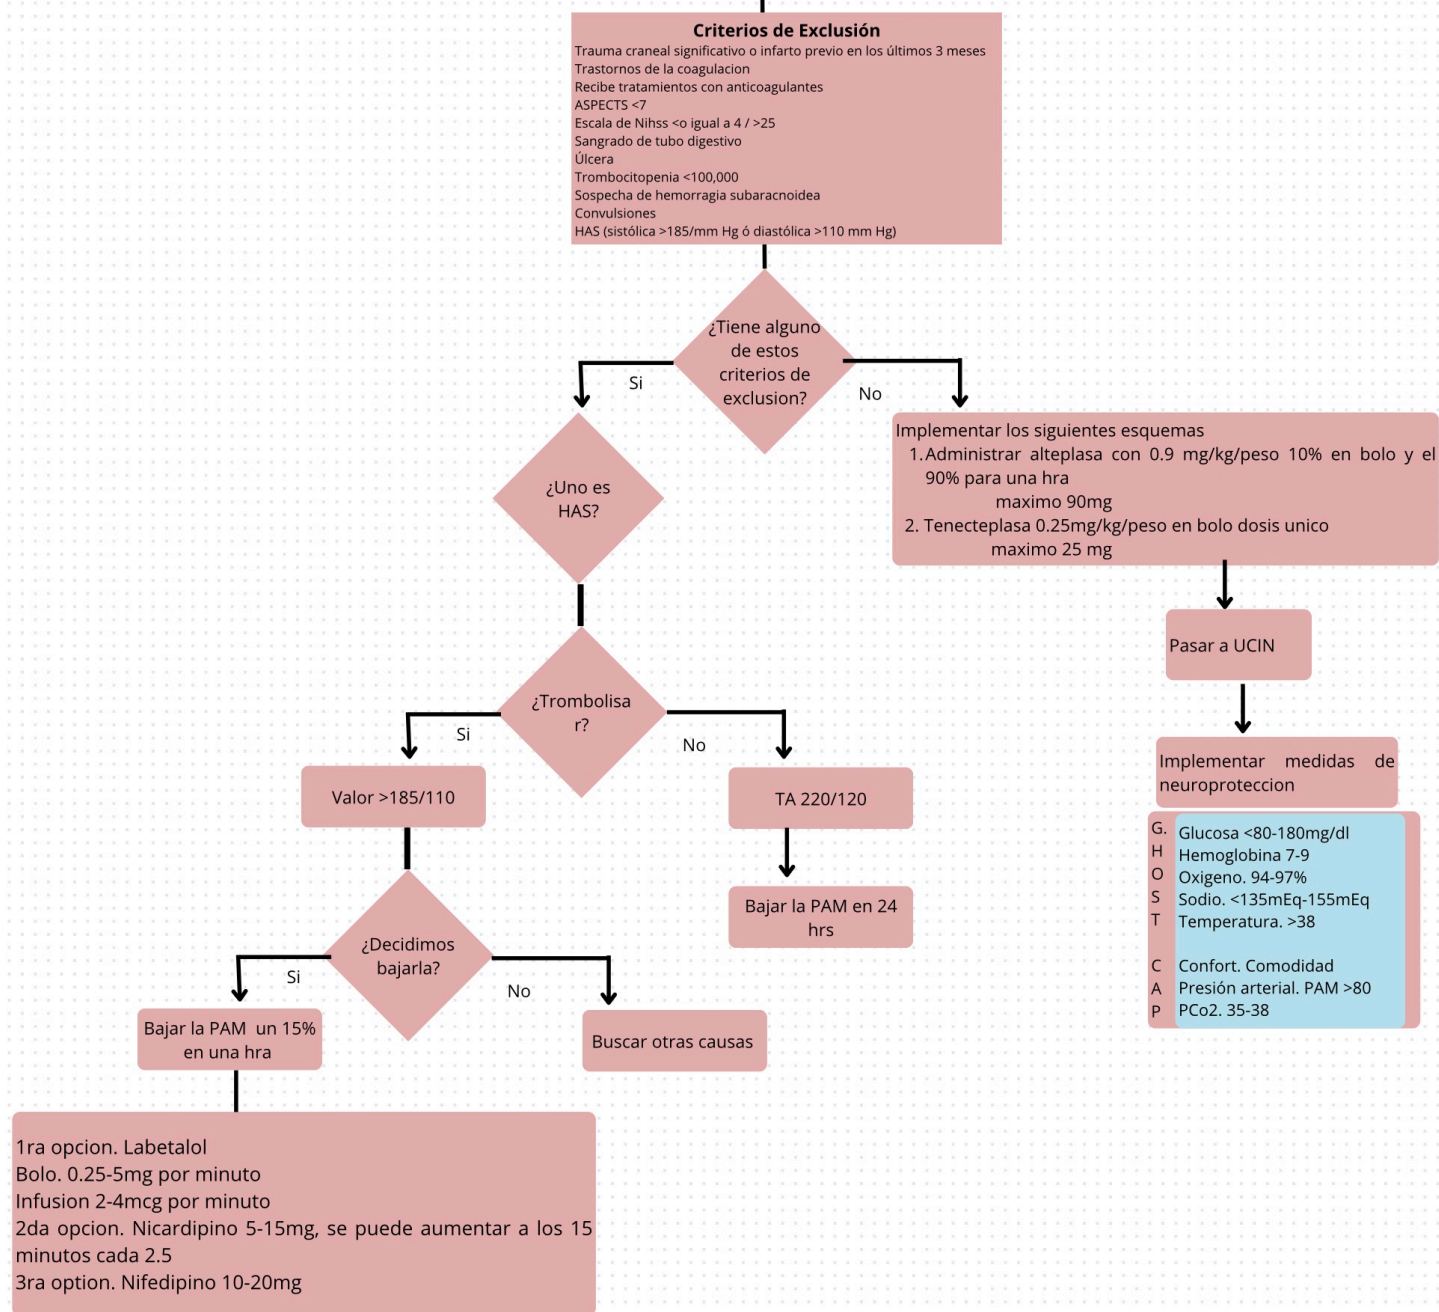 Criterios de Exclusión
Trauma craneal significativo o infarto previo en los últimos 3 meses
Trastornos de la coagulacion
Recibe tratamientos con anticoagulantes
ASPECTS <7
Escala de Nihss <o igual a 4 / >25
Sangrado de tubo digestivo
Úlcera
Trombocitopenia <100,000
Sospecha de hemorragia subaracnoidea
Convulsiones
HAS (sistólica >185/mm Hg ó diastólica >110 mm Hg)
¿Tiene alguno
de estos
criterios de
exclusion?
Si
No
¿Uno es
HAS?
Implementar los siguientes esquemas
1. Administrar alteplasa con 0.9 mg/kg/peso 10% en bolo y el
90% para una hra
maximo 90mg
2. Tenecteplasa 0.25mg/kg/peso en bolo dosis unico
maximo 25 mg
Pasar a UCIN
¿Trombolisa
r?
Si
No
Valor >185/110
TA 220/120
Bajar la PAM en 24
hrs
Implementar medidas de
neuroproteccion
G. Glucosa <80-180mg/dl
H Hemoglobina 7-9
O Oxigeno. 94-97%
S Sodio. <135mEq-155mEq
T Temperatura. >38
C Confort. Comodidad
A Presión arterial. PAM >80
P PCo2. 35-38
¿Decidimos
bajarla?
Si
No
Bajar la PAM un 15%
en una hra
Buscar otras causas
1ra opcion. Labetalol
Bolo. 0.25-5mg por minuto
Infusion 2-4mcg por minuto
2da opcion. Nicardipino 5-15mg, se puede aumentar a los 15
minutos cada 2.5
3ra option. Nifedipino 10-20mg